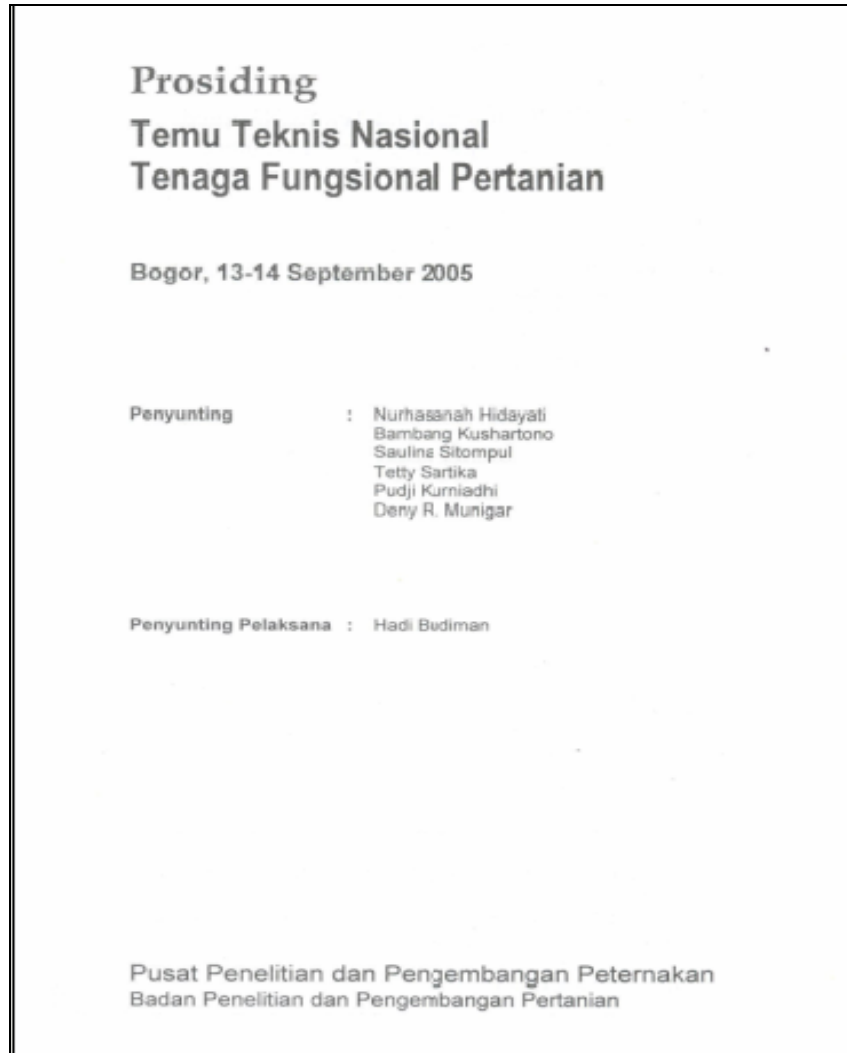 Prosiding
Temu Teknis Nasional
Tenaga Fungsional Pertanian
Bogor, 13-14 September 2005
Penyunting : Nurhasanah Hidayati
Bambang Kushartono
Saulina Sitompul
Tetty Sartika
Pudji Kurniadhi
Deny R. Munigar
Penyunting Pelaksana : Hadi Budiman
Pusat Penelitian dan Pengembangan Peternakan
Badan Penelitian dan Pengembangan Pertanian